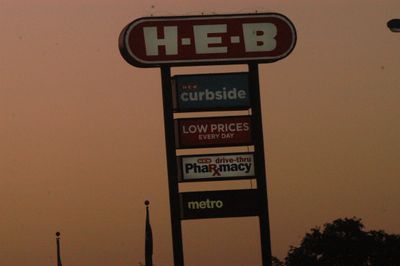 H-E-B
H-E-B
curbside
LOW PRICES
EVERY DAY
H-E-B drive-thru
PhaRmacy
metro